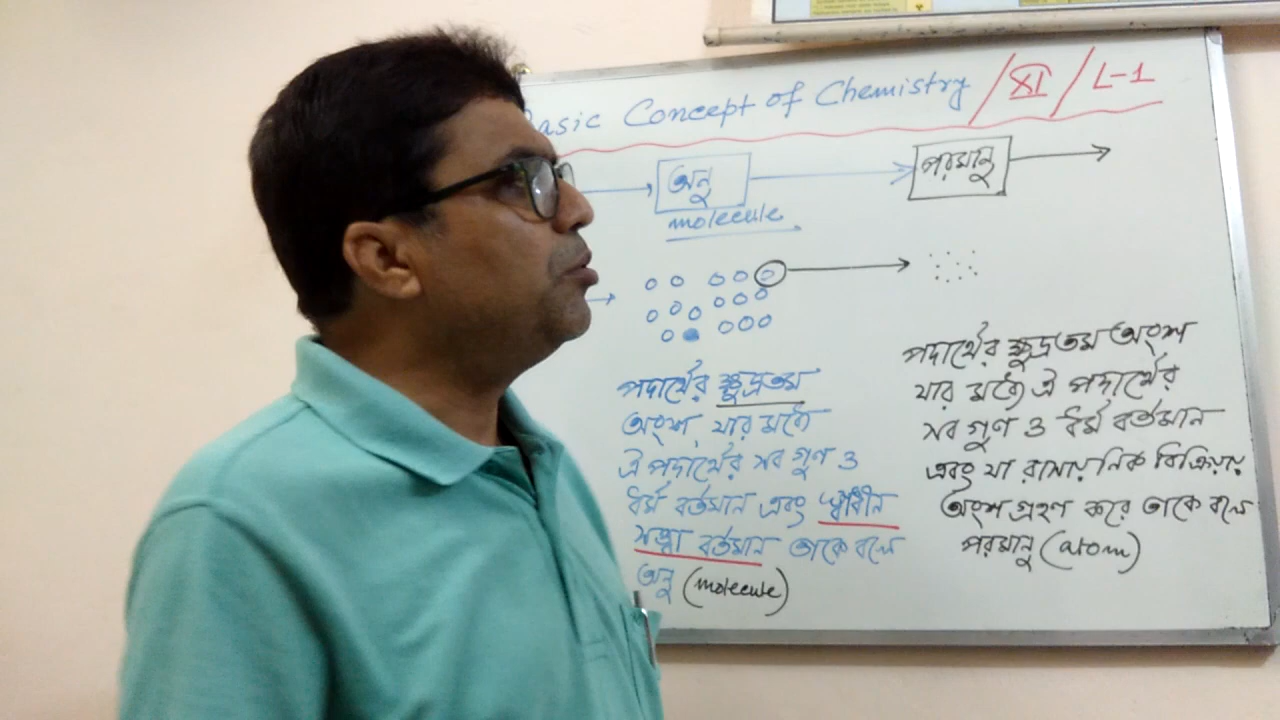 Basic Concept of Chemistry / XI / L-1
অনু
molecule
পরমানু
পদার্থের ক্ষুদ্রতম
অংশ, যার মধ্যে
ঐ পদার্থের সব গুণ ও
ধর্ম বর্তমান এবং স্বাধীন
সত্ত্বা বর্তমান তাকে বলে
অনু (molecule)
পদার্থের ক্ষুদ্রতম অংশ
যার মধ্যে ঐ পদার্থের
সব গুণ ও ধর্ম বর্তমান
এবং যা রাসায়নিক বিক্রিয়ায়
অংশ গ্রহণ করে তাকে বলে
পরমানু (atom)